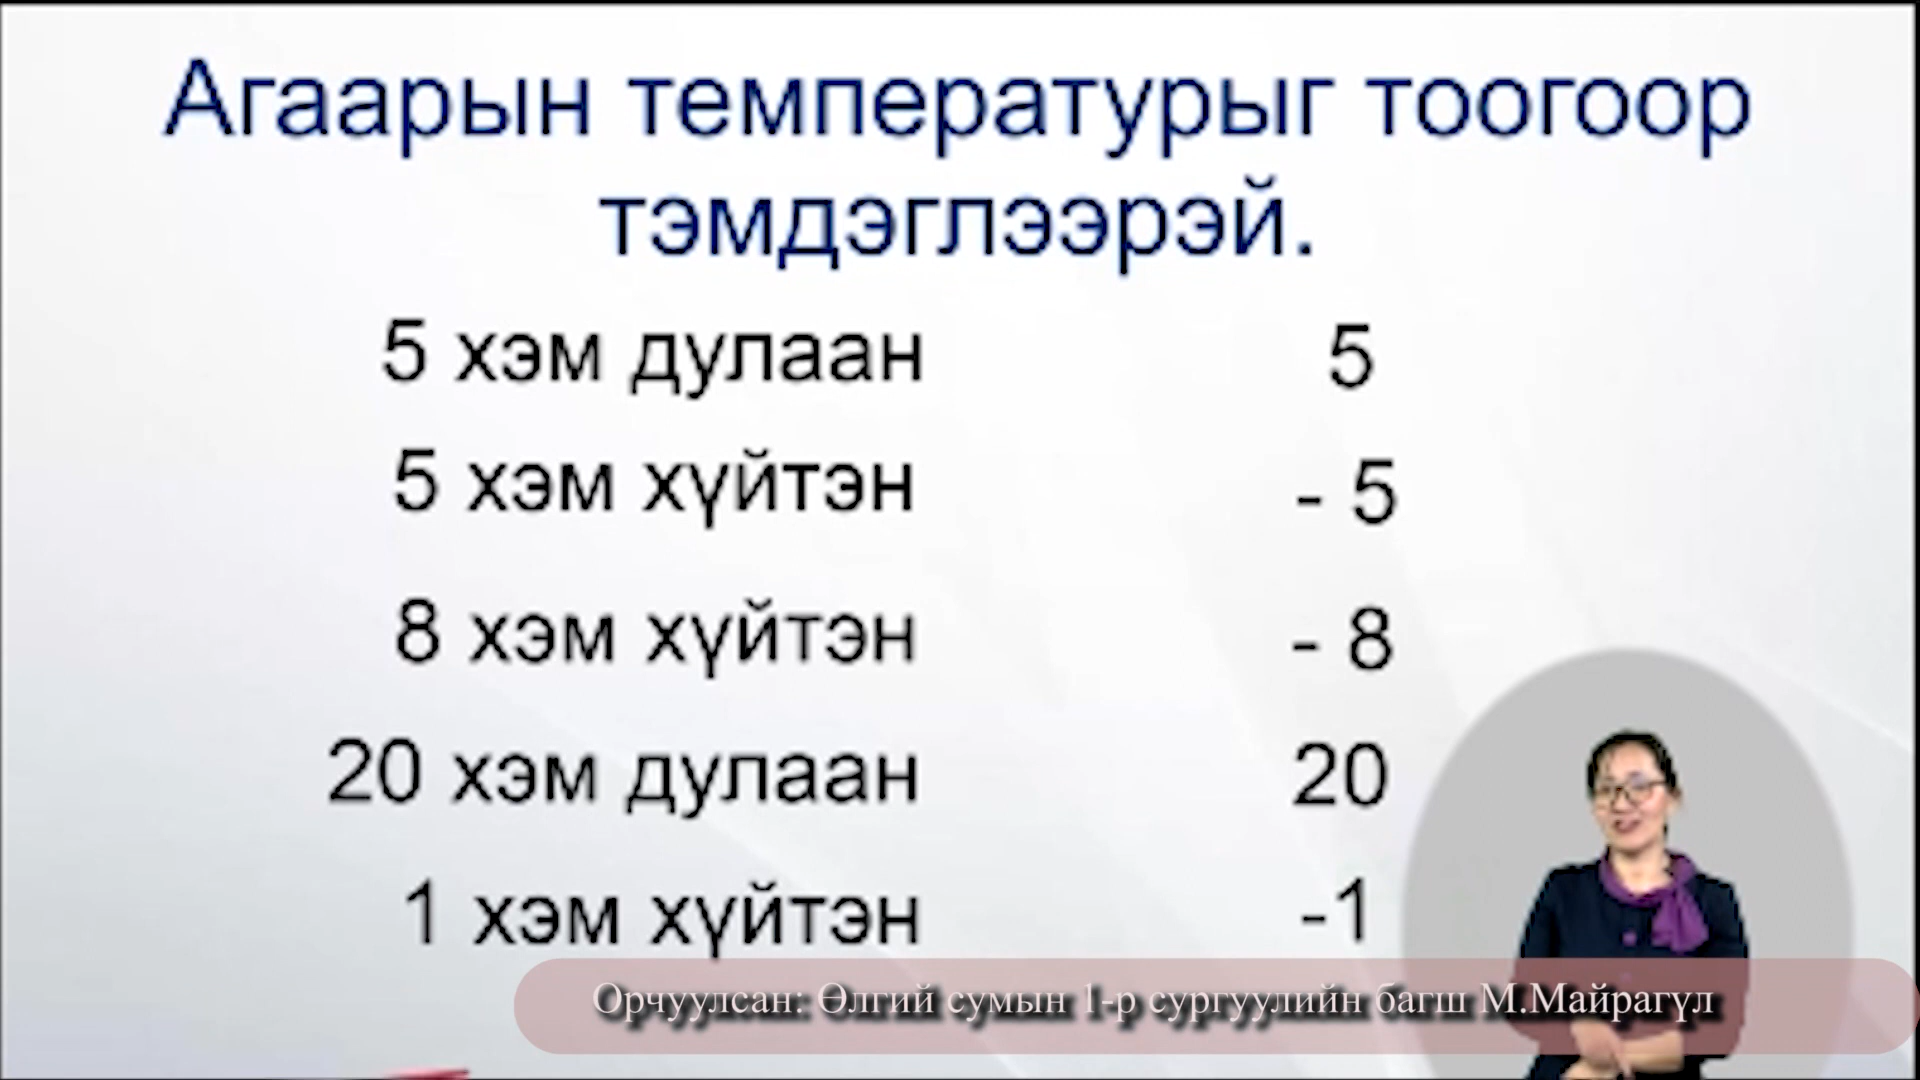 Агаарын температурыг тоогоор
тэмдэглээрэй.
5 хэм дулаан 5
5 хэм хүйтэн - 5
8 хэм хүйтэн - 8
20 хэм дулаан 20
1 хэм хүйтэн -1
Орчуулсан: Өлгий сумын 1-р сургуулийн багш М.Майрагүл